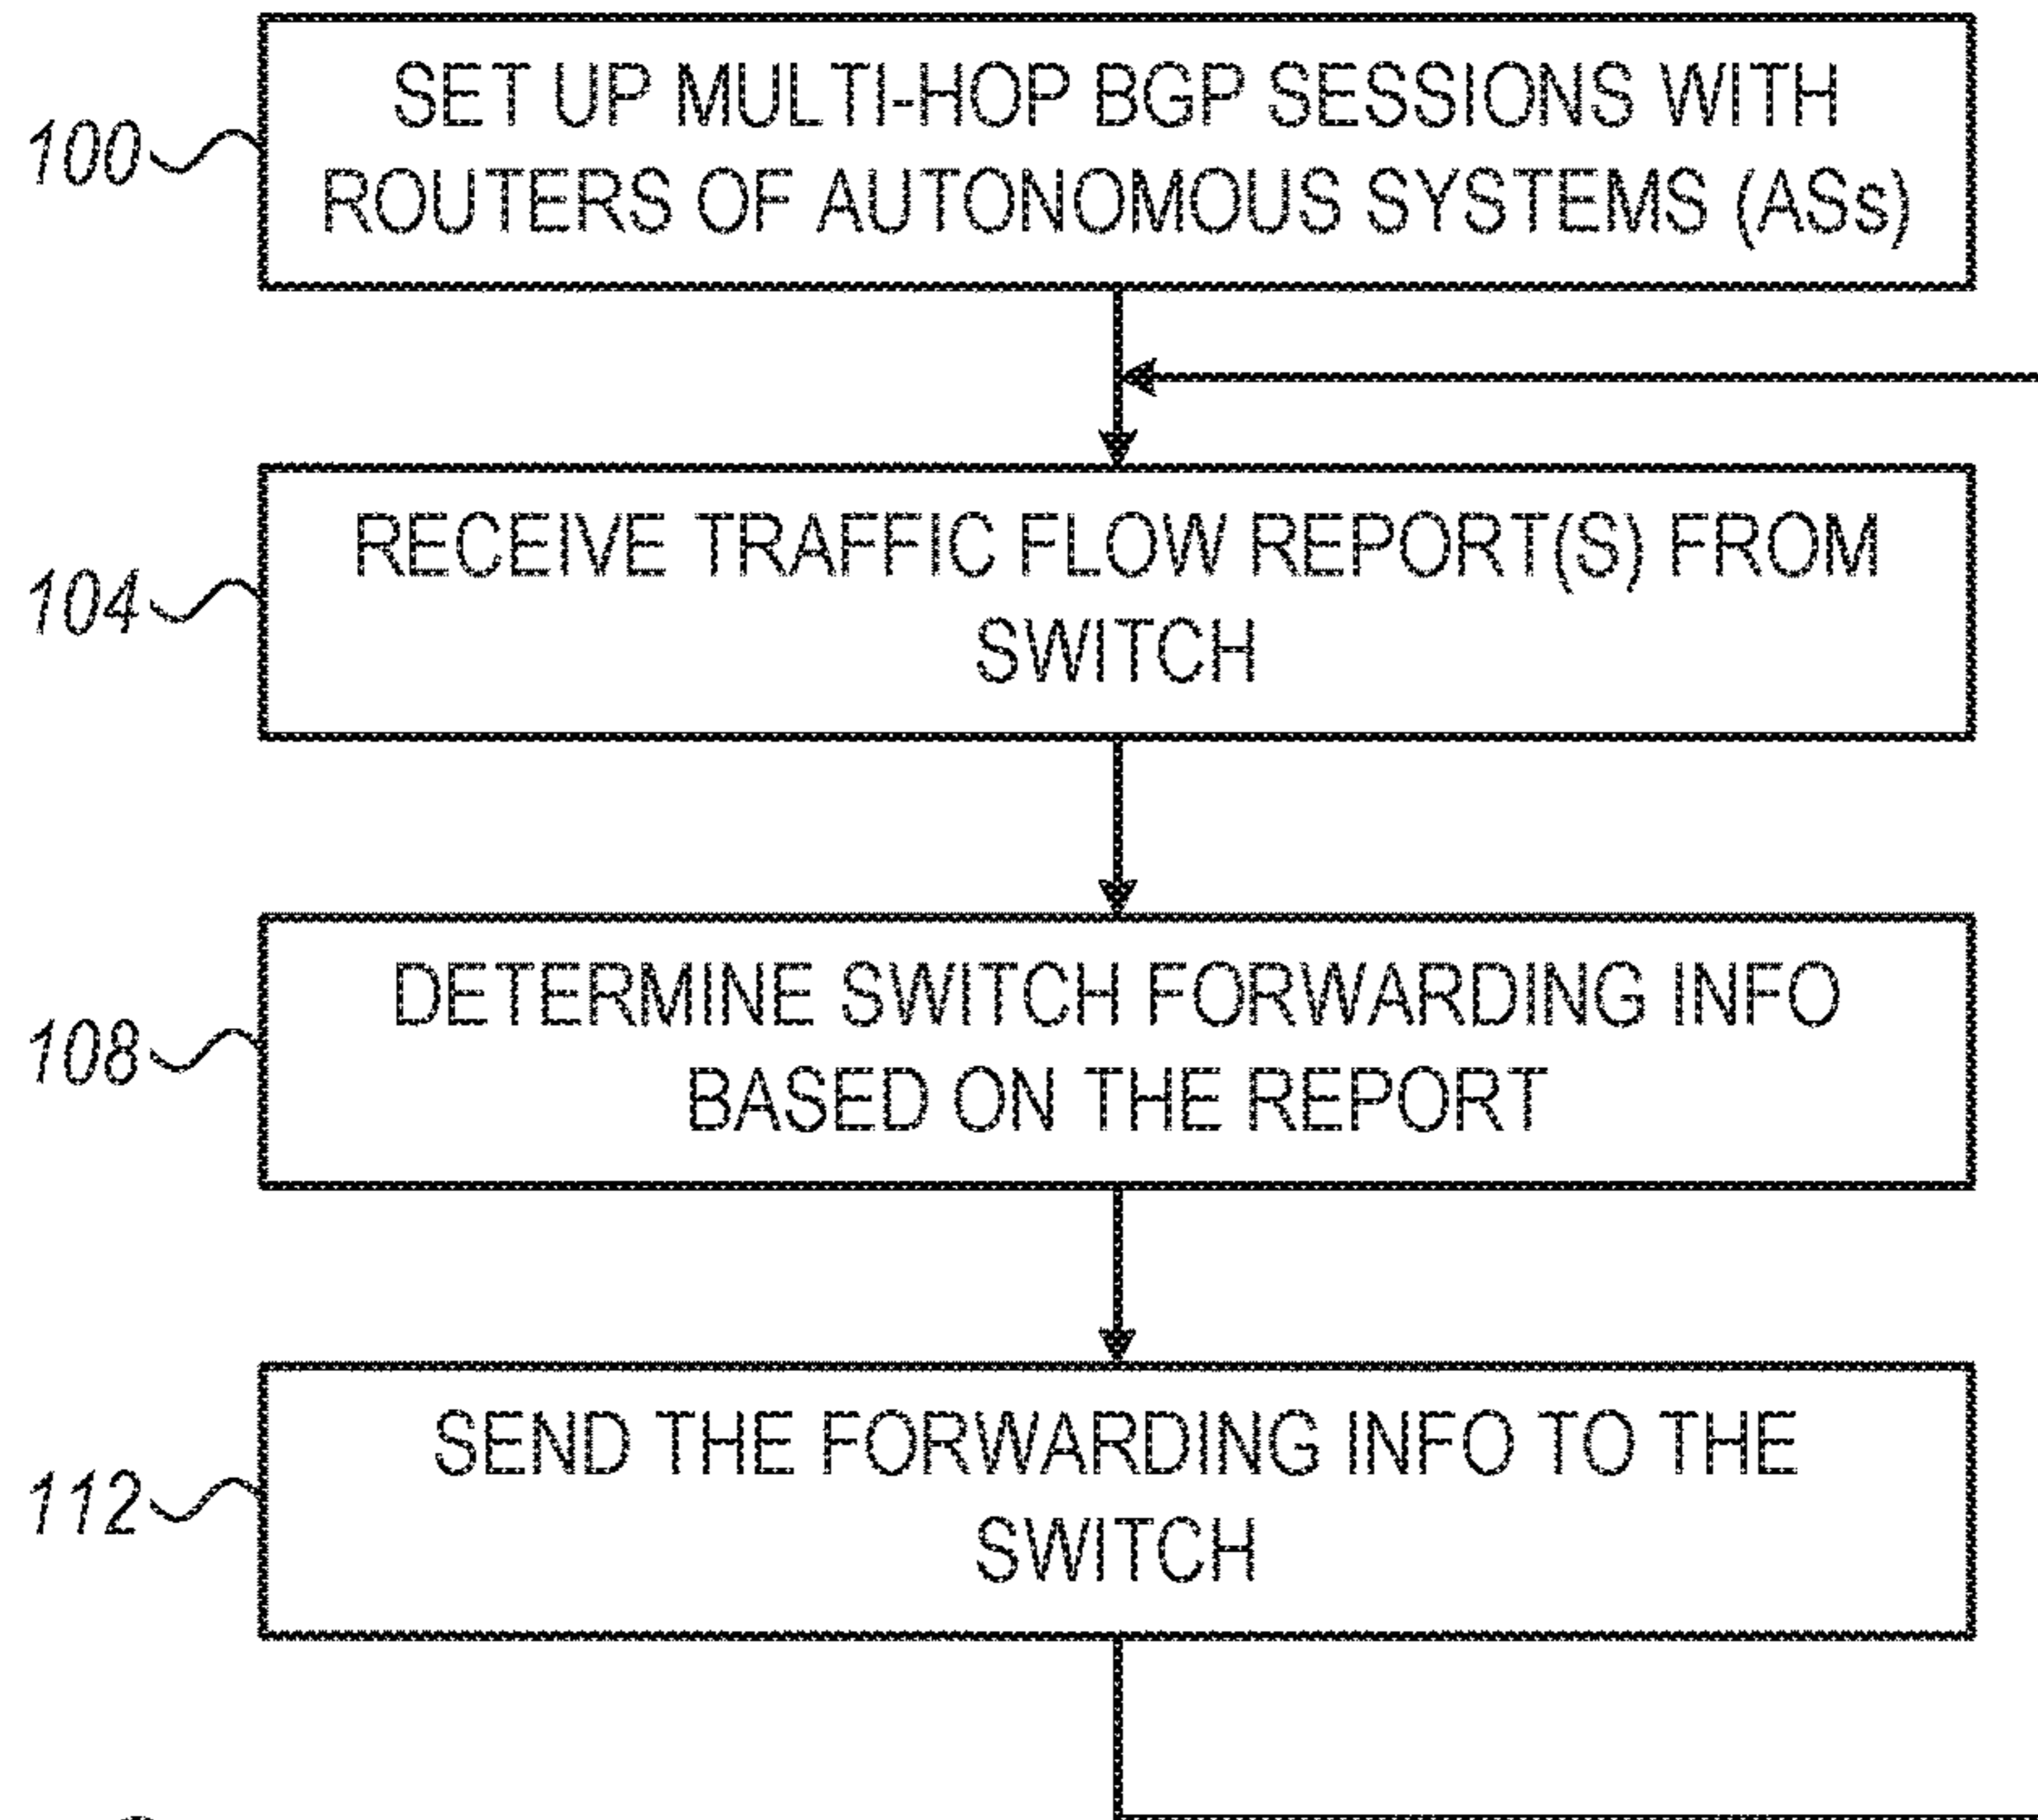 SET UP MULTI-HOP BGP SESSIONS WITH
100
ROUTERS OF AUTONOMOUS SYSTEMS (ASs)
RECEIVE TRAFFIC FLOW REPORT(S) FROM
104
SWITCH
DETERMINE SWITCH FORWARDING INFO
108
BASED ON THE REPORT
SEND THE FORWARDING INFO TO THE
112
SWITCH